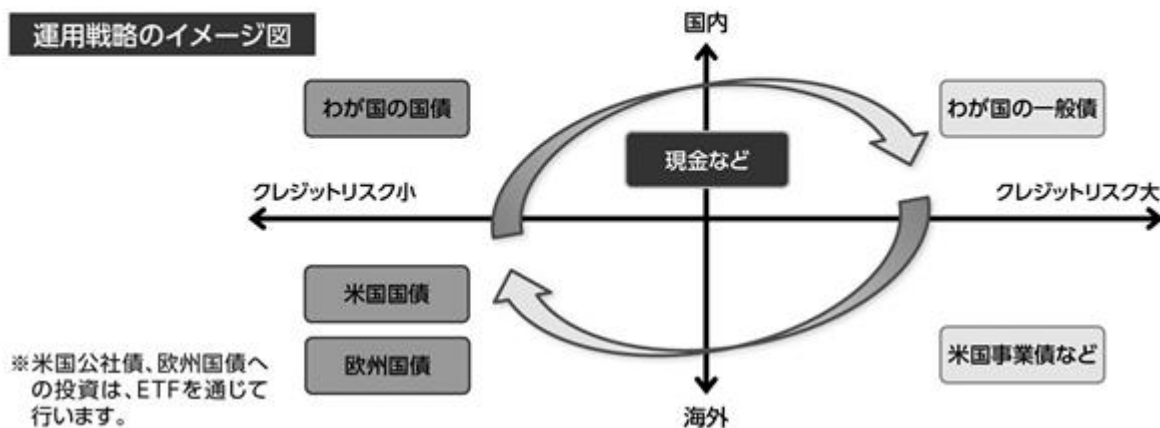 運用戦略のイメージ図
国内
わが国の国債
わが国の一般債
現金など
クレジットリスク小
クレジットリスク大
米国国債
欧州国債
米国事業債など
※米国公社債、欧州国債へ
の投資は、ETFを通じて
行います。
海外